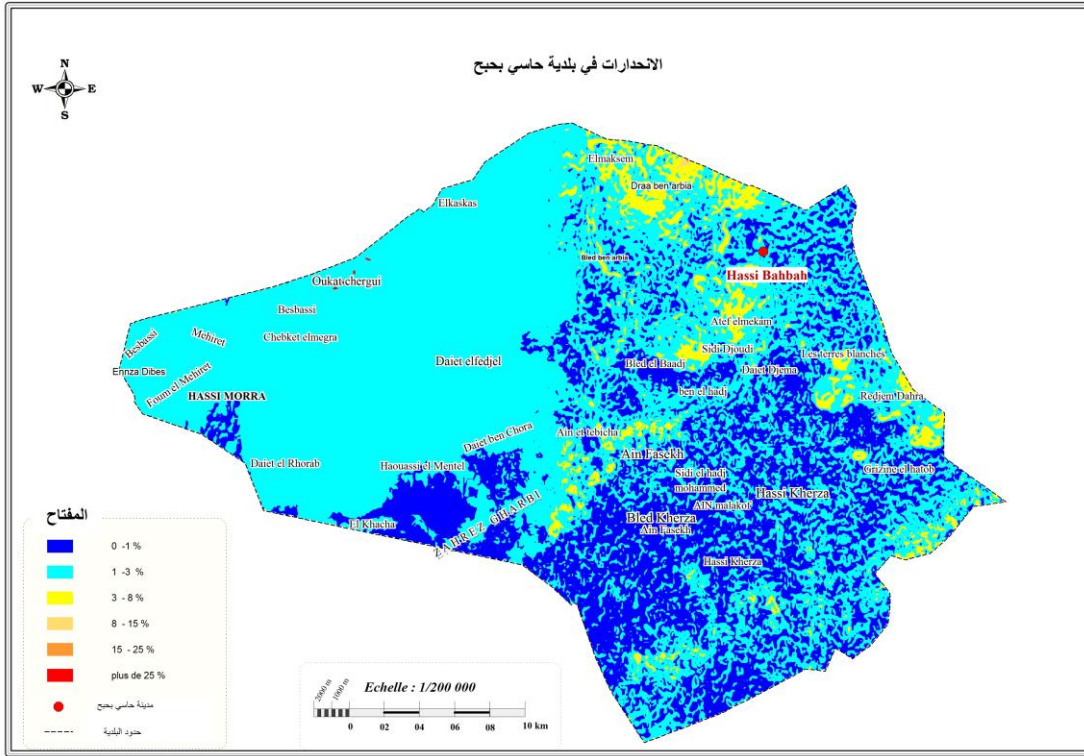 الانحدارات في بلدية حاسي بحبح
N
W E
S
Elmaksem
Draa ben arbia
Elkaskas
Bled ben arbia
Hassi Bahbah
Oukatichergui
Besbassi
Atef elmekam
Besbassi
Mehiret
Chebket elmegra
Sidi Djoudi
Les terres blanches
Daiet elfedjel
Bled el Baadj
Daiet Djema
Ennza Dibes
Foum el Mehiret
HASSI MORRA
ben el hadj
Redjem Dahra
Daiet ben Chora
Ain et tebicha
Ain Fasekh
Daiet el Rhorab
Haouassi el Mentel
Sidi el hadj
mohammed
Grtzine el hatob
Hassi Kherza
AIN malakof
ZAHREZ GHARBI
El Khacha
Bled Kherza
Ain Fasekh
Hassi Kherza
المفتاح
0 -1 %
1 -3 %
3 - 8 %
8 - 15 %
15 - 25 %
plus de 25 %
مدينة حاسي بحبح
حدود البلدية
Echelle : 1/200 000
2000 m
1000 m
0 02 04 06 08 10 km